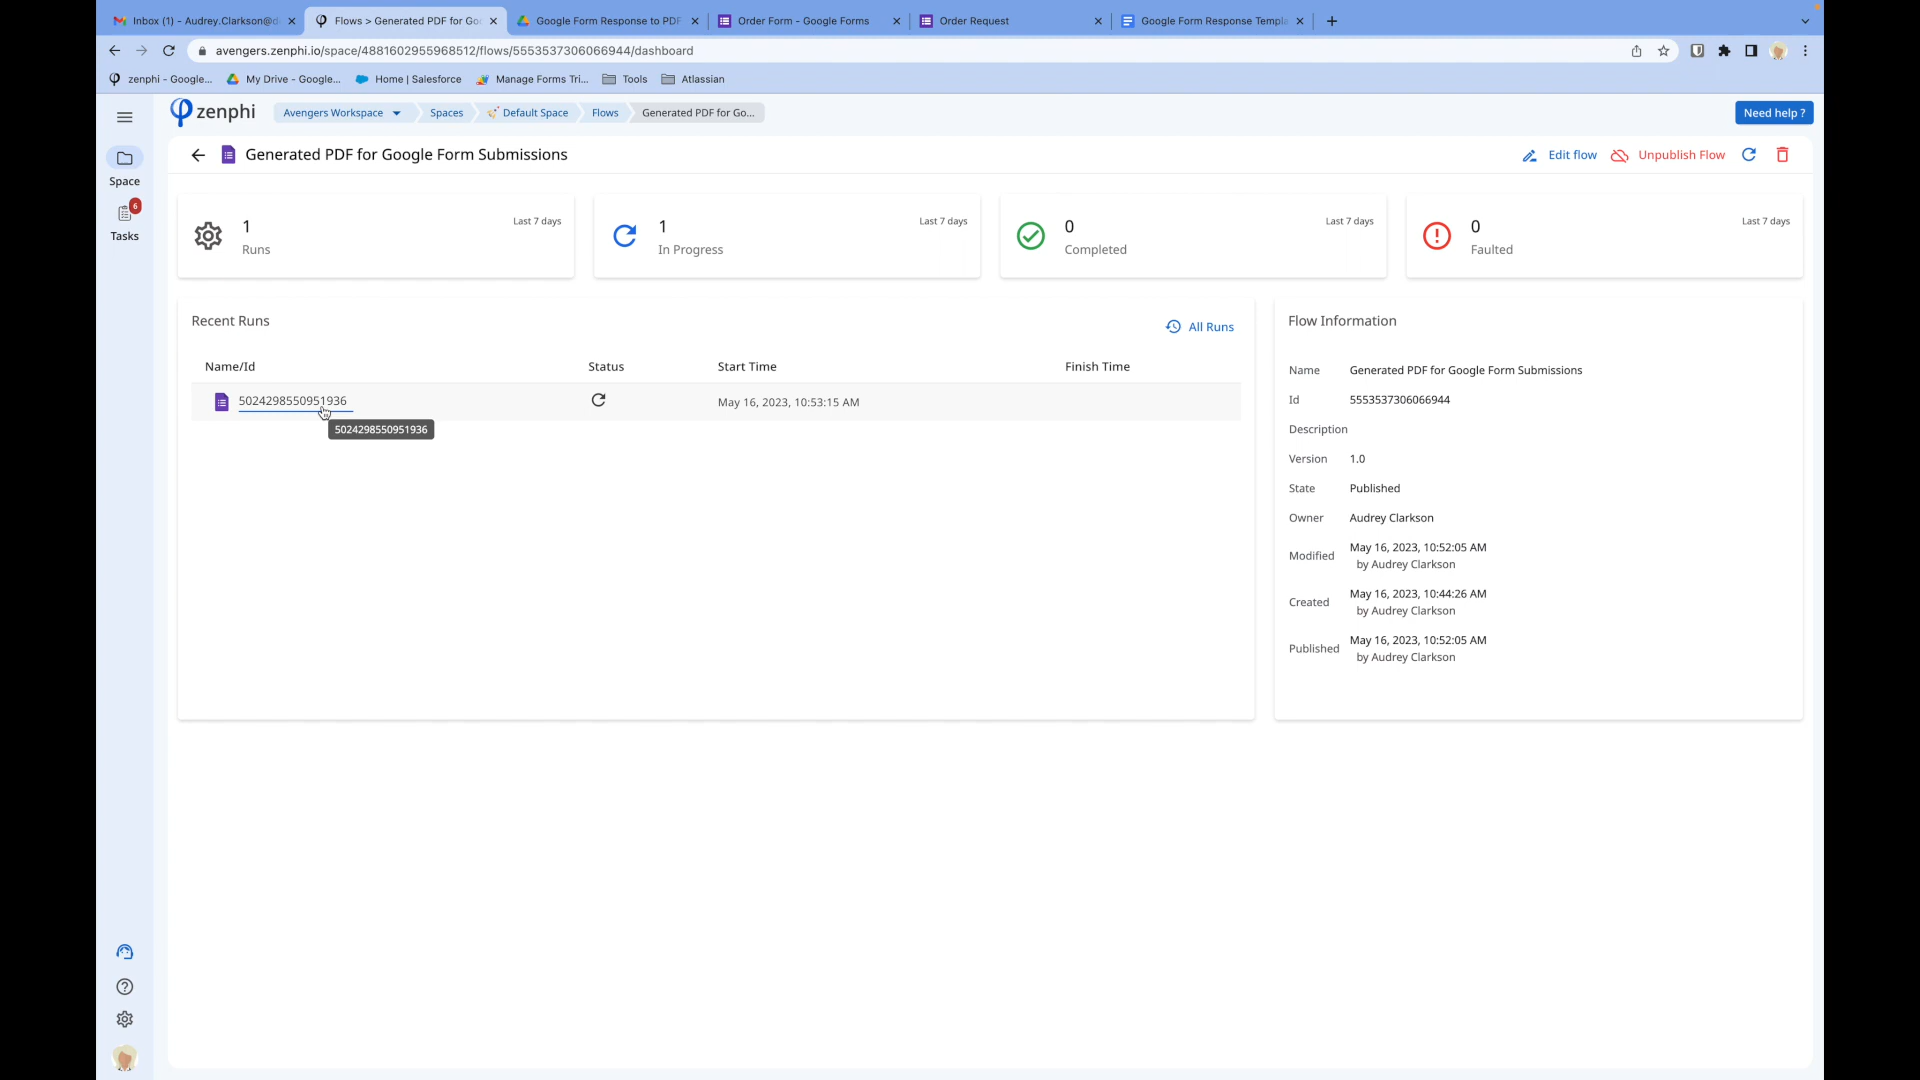 Inbox (1) - Audrey.Clarkson@d
Flows > Generated PDF for Go
Google Form Response to PDF
Order Form - Google Forms
Order Request
Google Form Response Templa
avengers.zenphi.io/space/4881602955968512/flows/5553537306066944/dashboard
zenphi - Google...
My Drive - Google...
Home | Salesforce
Manage Forms Tri...
Tools
Atlassian
zenphi
Avengers Workspace
Spaces
Default Space
Flows
Generated PDF for Go...
Need help ?
Generated PDF for Google Form Submissions
Edit flow
Unpublish Flow
Space
6
Tasks
1
Runs
Last 7 days
1
In Progress
Last 7 days
0
Completed
Last 7 days
0
Faulted
Last 7 days
Recent Runs
All Runs
Name/Id
Status
Start Time
Finish Time
5024298550951936
May 16, 2023, 10:53:15 AM
5024298550951936
Flow Information
Name Generated PDF for Google Form Submissions
Id 5553537306066944
Description
Version 1.0
State Published
Owner Audrey Clarkson
Modified May 16, 2023, 10:52:05 AM
by Audrey Clarkson
Created May 16, 2023, 10:44:26 AM
by Audrey Clarkson
Published May 16, 2023, 10:52:05 AM
by Audrey Clarkson